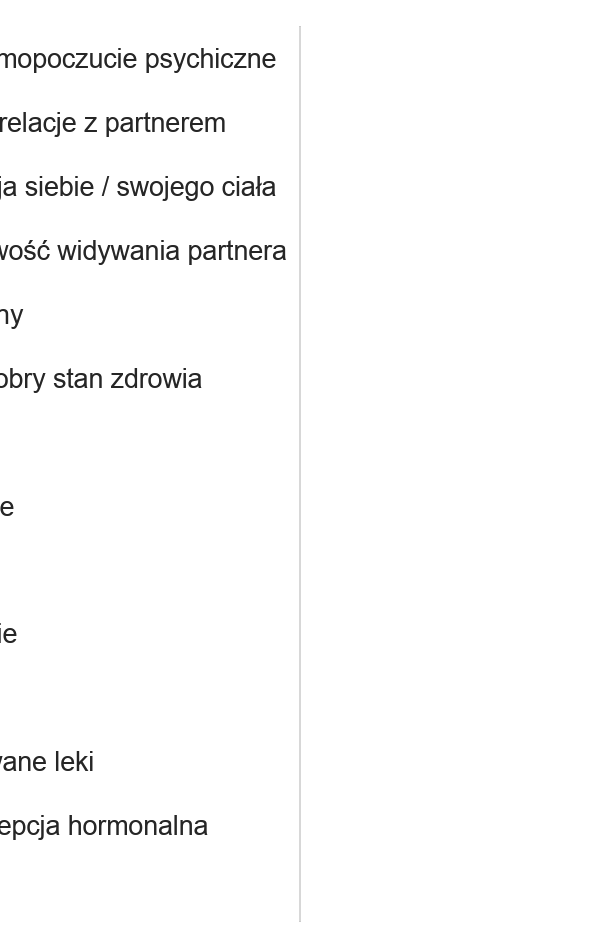 mopoczucie psychiczne
relacje z partnerem
ja siebie / swojego ciała
wość widywania partnera
ny
obry stan zdrowia
e
ie
wane leki
epcja hormonalna